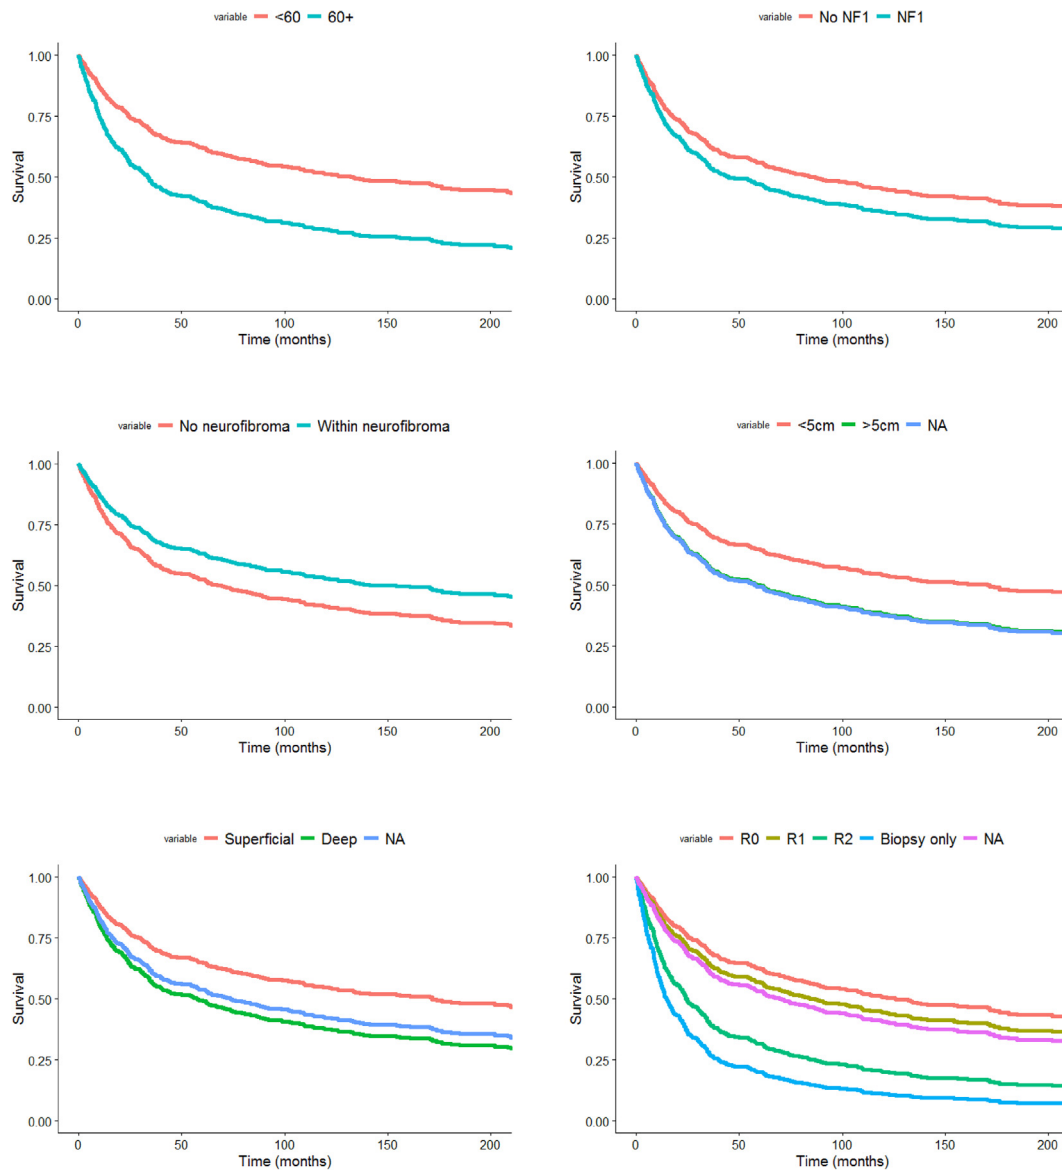 variable <60 60+
1.00
0.75
0.50
0.25
0.00
Survival
0 50 100 150 200
Time (months)
variable No NF1 NF1
1.00
0.75
0.50
0.25
0.00
Survival
0 50 100 150 200
Time (months)
variable No neurofibroma Within neurofibroma
1.00
0.75
0.50
0.25
0.00
Survival
0 50 100 150 200
Time (months)
variable <5cm >5cm NA
1.00
0.75
0.50
0.25
0.00
Survival
0 50 100 150 200
Time (months)
variable Superficial Deep NA
1.00
0.75
0.50
0.25
0.00
Survival
0 50 100 150 200
Time (months)
variable R0 R1 R2 Biopsy only NA
1.00
0.75
0.50
0.25
0.00
Survival
0 50 100 150 200
Time (months)